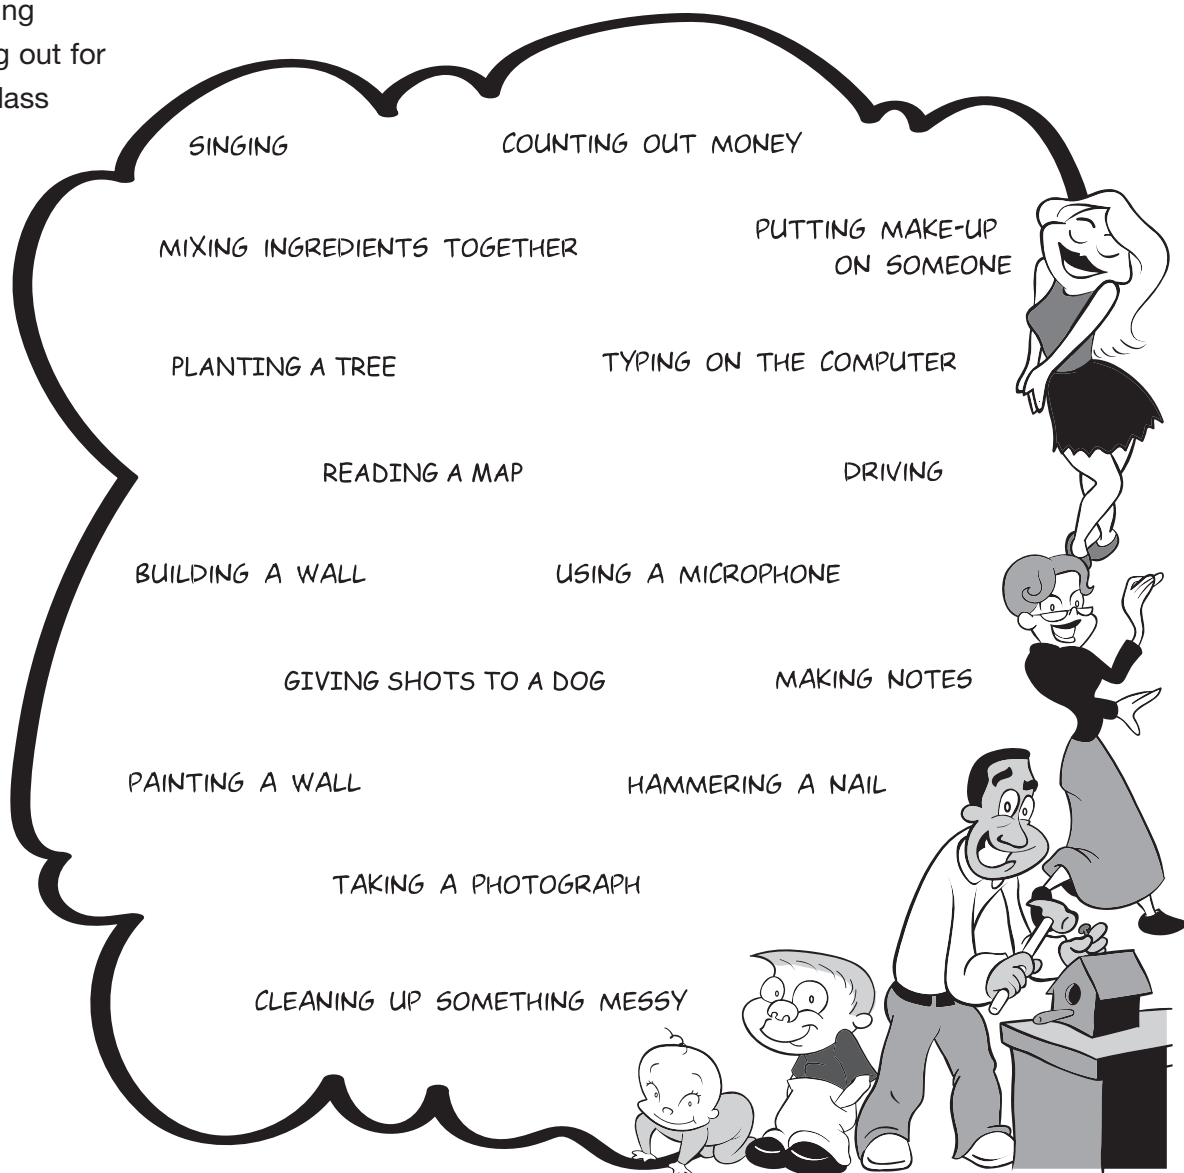 ng
g out for
lass
SINGING
COUNTING OUT MONEY
PUTTING MAKE-UP
ON SOMEONE
MIXING INGREDIENTS TOGETHER
PLANTING A TREE
TYPING ON THE COMPUTER
READING A MAP
DRIVING
BUILDING A WALL
USING A MICROPHONE
GIVING SHOTS TO A DOG
MAKING NOTES
PAINTING A WALL
HAMMERING A NAIL
TAKING A PHOTOGRAPH
CLEANING UP SOMETHING MESSY